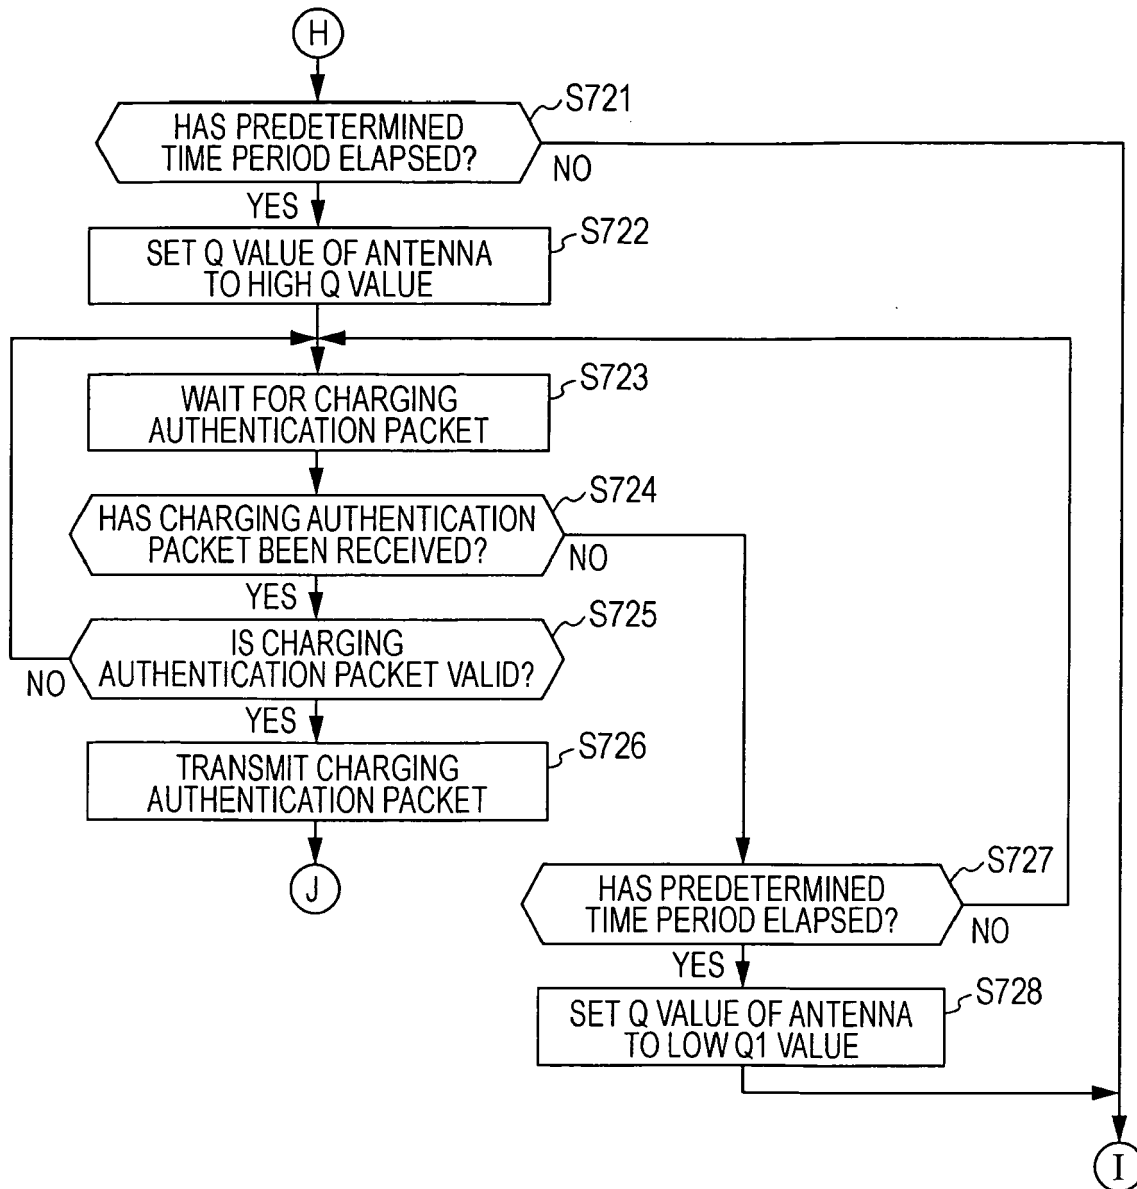 H
S721
HAS PREDETERMINED
TIME PERIOD ELAPSED?
NO
YES
S722
SET Q VALUE OF ANTENNA
TO HIGH Q VALUE
S723
WAIT FOR CHARGING
AUTHENTICATION PACKET
S724
HAS CHARGING AUTHENTICATION
PACKET BEEN RECEIVED?
NO
YES
S725
IS CHARGING
AUTHENTICATION PACKET VALID?
NO
YES
S726
TRANSMIT CHARGING
AUTHENTICATION PACKET
J
S727
HAS PREDETERMINED
TIME PERIOD ELAPSED?
NO
YES
S728
SET Q VALUE OF ANTENNA
TO LOW Q1 VALUE
I